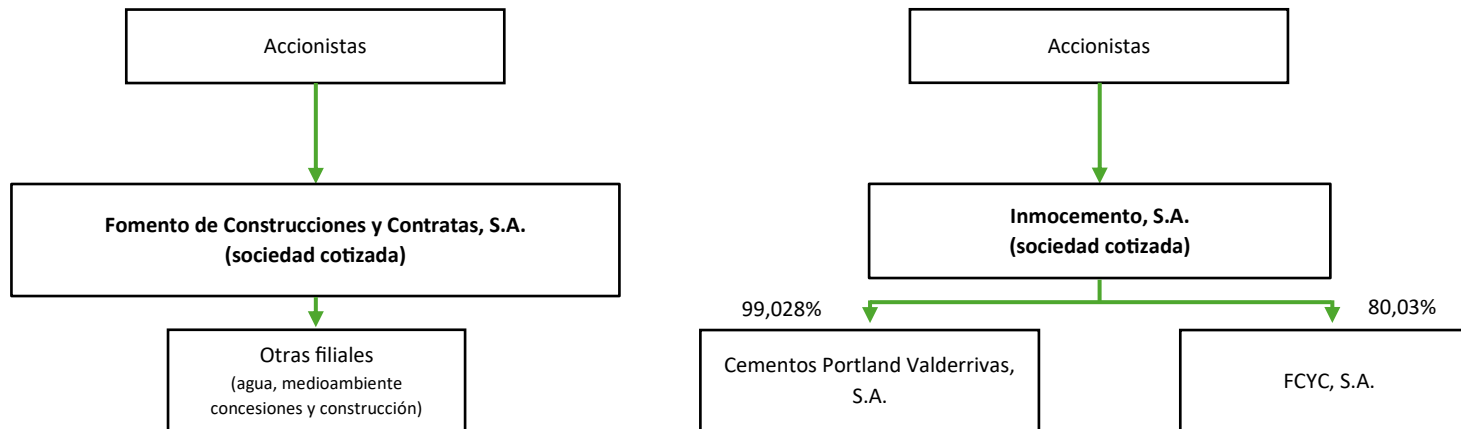 Accionistas
Fomento de Construcciones y Contratas, S.A.
(sociedad cotizada)
Otras filiales
(agua, medioambiente
concesiones y construcción)
Accionistas
Inmocemento, S.A.
(sociedad cotizada)
99,028%
80,03%
Cementos Portland Valderrivas,
S.A.
FCYC, S.A.